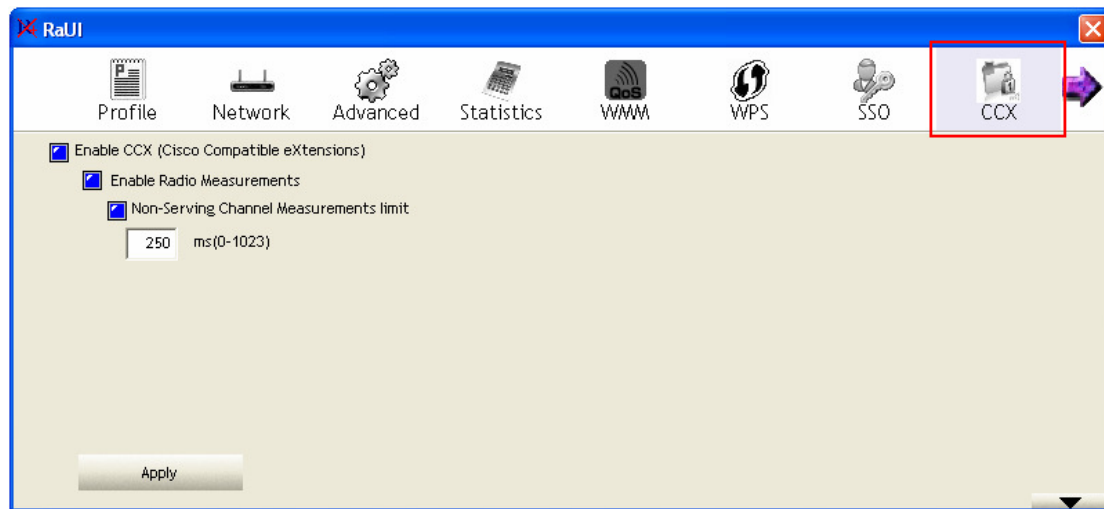 RaUI
Profile Network Advanced Statistics QoS WMM WPS SSO CCX
Enable CCX (Cisco Compatible eXtensions)
Enable Radio Measurements
Non-Serving Channel Measurements limit
250 ms(0-1023)
Apply